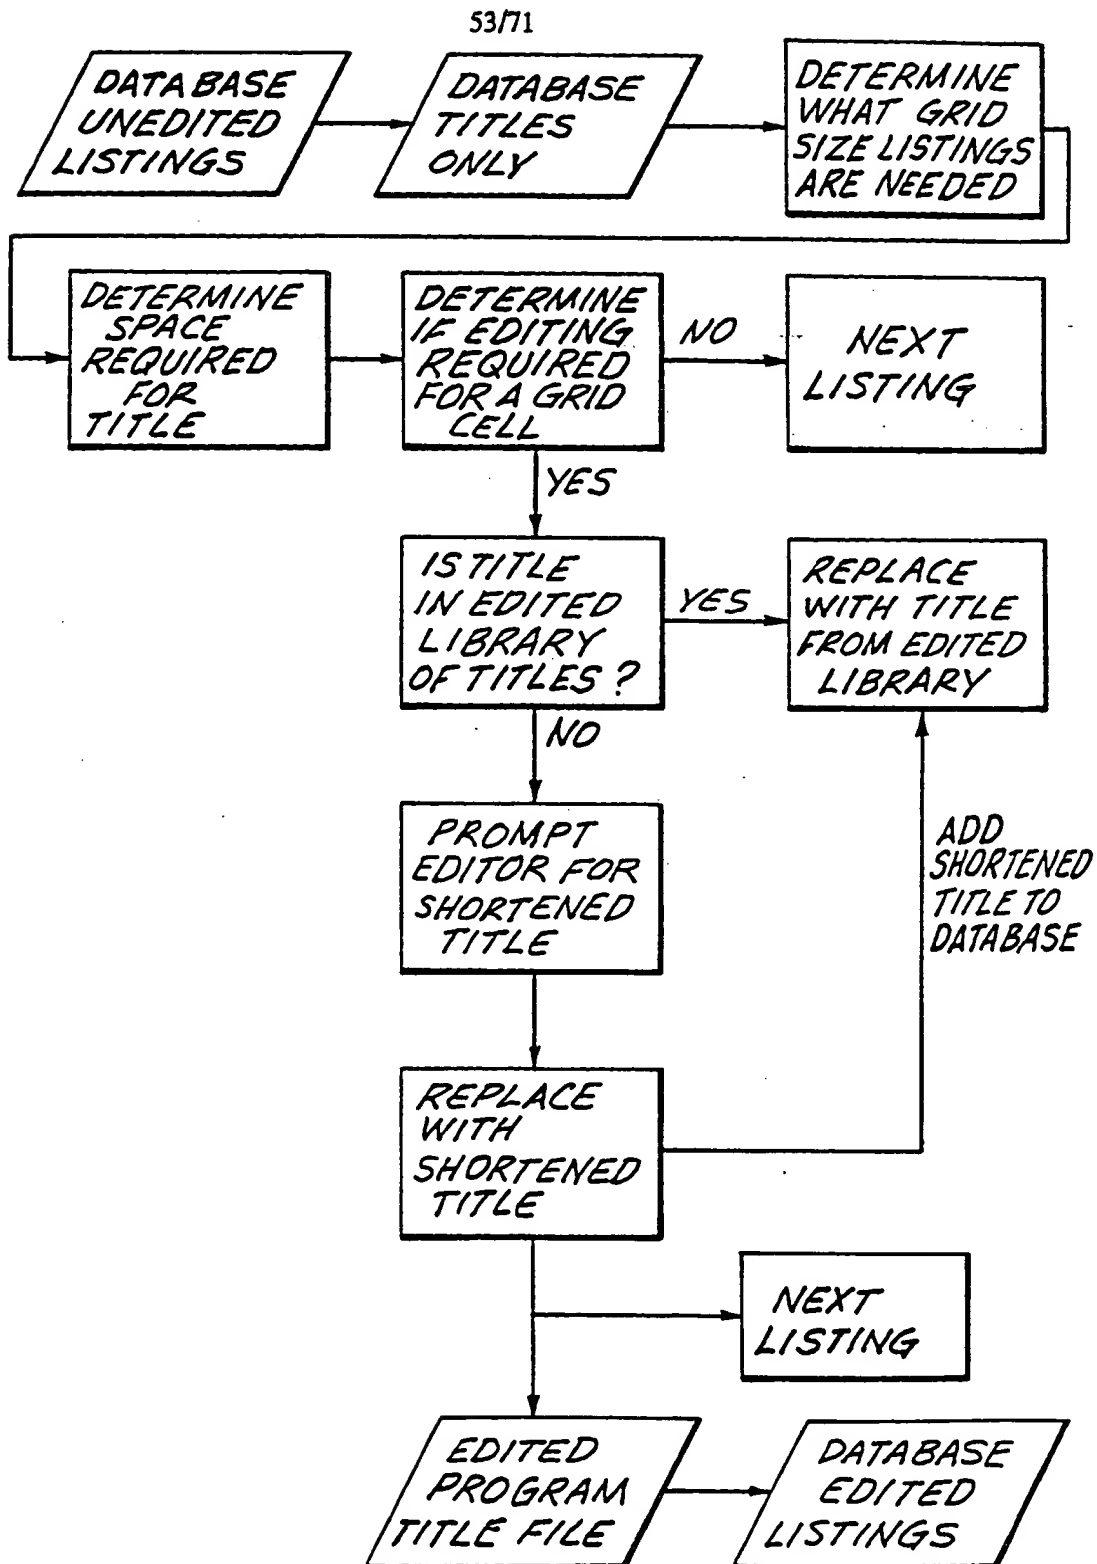 53/71
DATABASE
UNEDITED
LISTINGS
DATABASE
TITLES
ONLY
DETERMINE
WHAT GRID
SIZE LISTINGS
ARE NEEDED
DETERMINE
SPACE
REQUIRED
FOR
TITLE
DETERMINE
IF EDITING
REQUIRED
FOR A GRID
CELL
NO
NEXT
LISTING
YES
IS TITLE
IN EDITED
LIBRARY
OF TITLES?
YES
REPLACE
WITH TITLE
FROM EDITED
LIBRARY
NO
PROMPT
EDITOR FOR
SHORTENED
TITLE
ADD
SHORTENED
TITLE TO
DATABASE
REPLACE
WITH
SHORTENED
TITLE
NEXT
LISTING
EDITED
PROGRAM
TITLE FILE
DATABASE
EDITED
LISTINGS